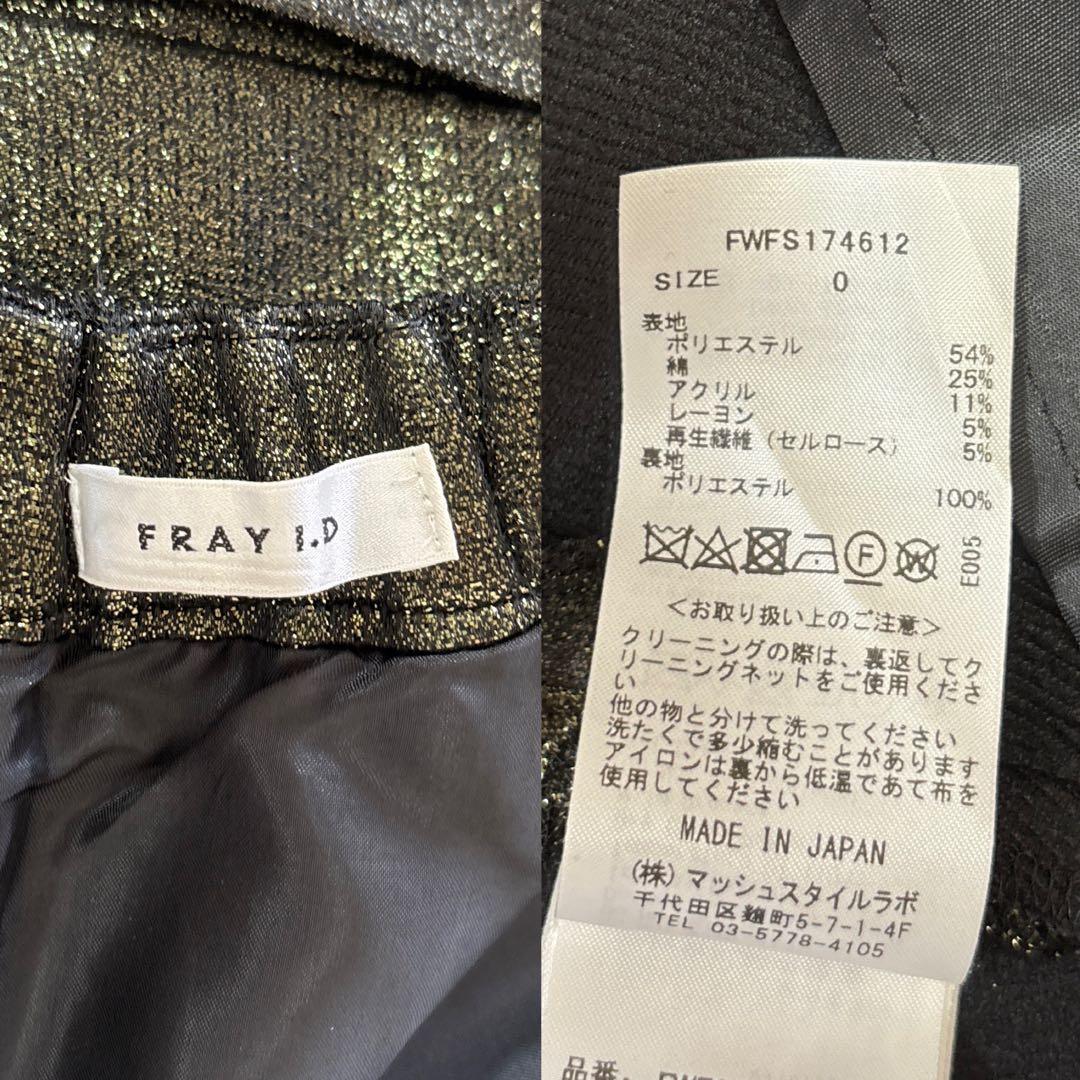 FRAY I.D
FWFS174612
SIZE 0
表地
ポリエステル 54%
綿 25%
アクリル 11%
レーヨン 5%
再生繊維(セルロース) 5%
裏地
ポリエステル 100%
F W
E005
<お取り扱い上のご注意>
クリーニングの際は、裏返してク
リーニングネットをご使用くださ
い
他の物と分けて洗ってください
洗たくで多少縮むことがあります
アイロンは裏から低温であて布を
使用してください
MADE IN JAPAN
(株)マッシュスタイルラボ
千代田区麹町5-7-1-4F
TEL 03-5778-4105
品番: